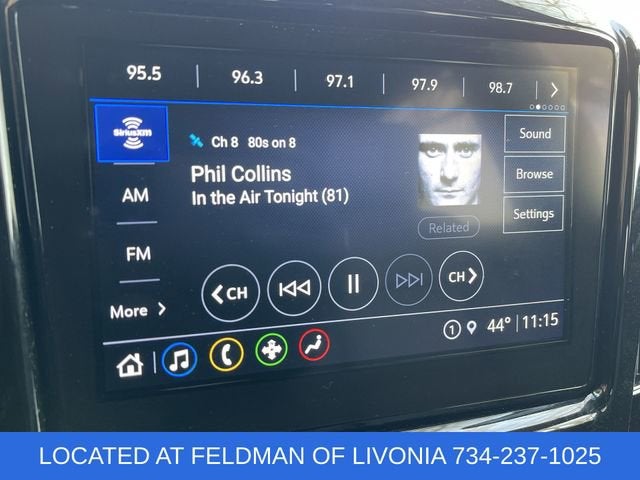 95.5 96.3 97.1 97.9 98.7
SiriusXM
Ch 8 80s on 8
Phil Collins
In the Air Tonight (81)
Related
Sound
Browse
Settings
AM
FM
More
CH CH
1 44° 11:15
LOCATED AT FELDMAN OF LIVONIA 734-237-1025